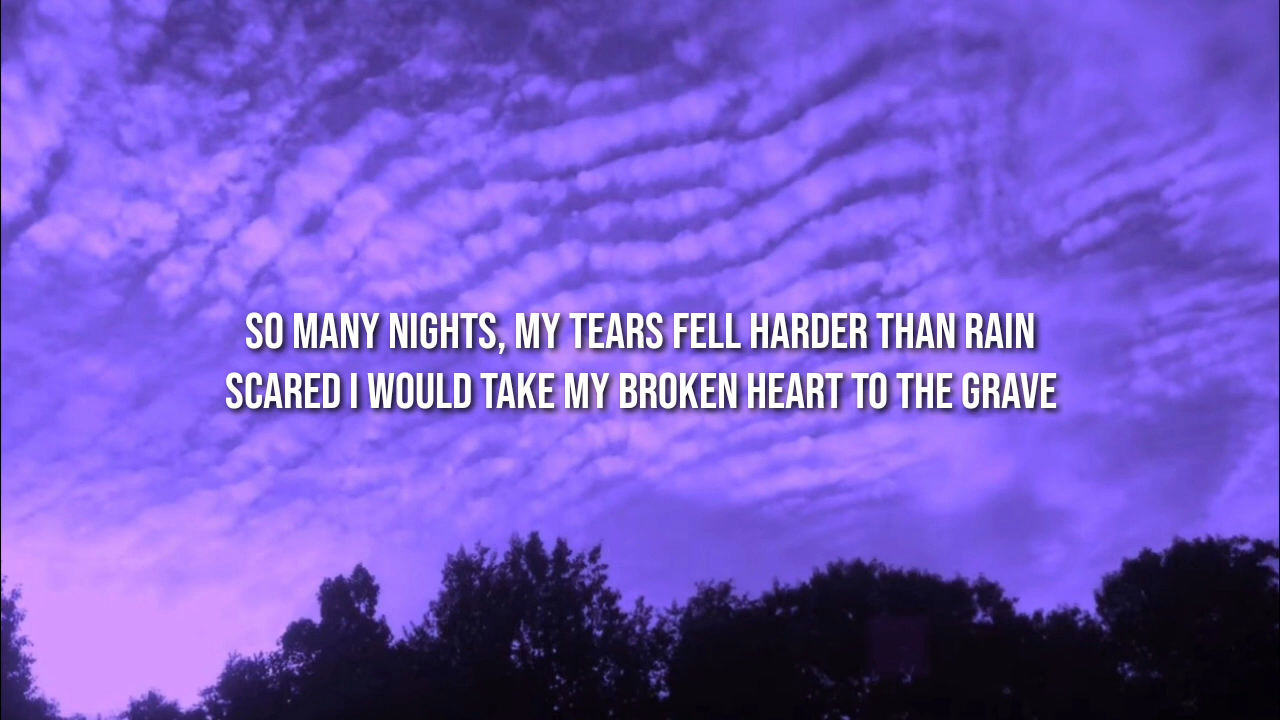 SO MANY NIGHTS, MY TEARS FELL HARDER THAN RAIN
SCARED I WOULD TAKE MY BROKEN HEART TO THE GRAVE